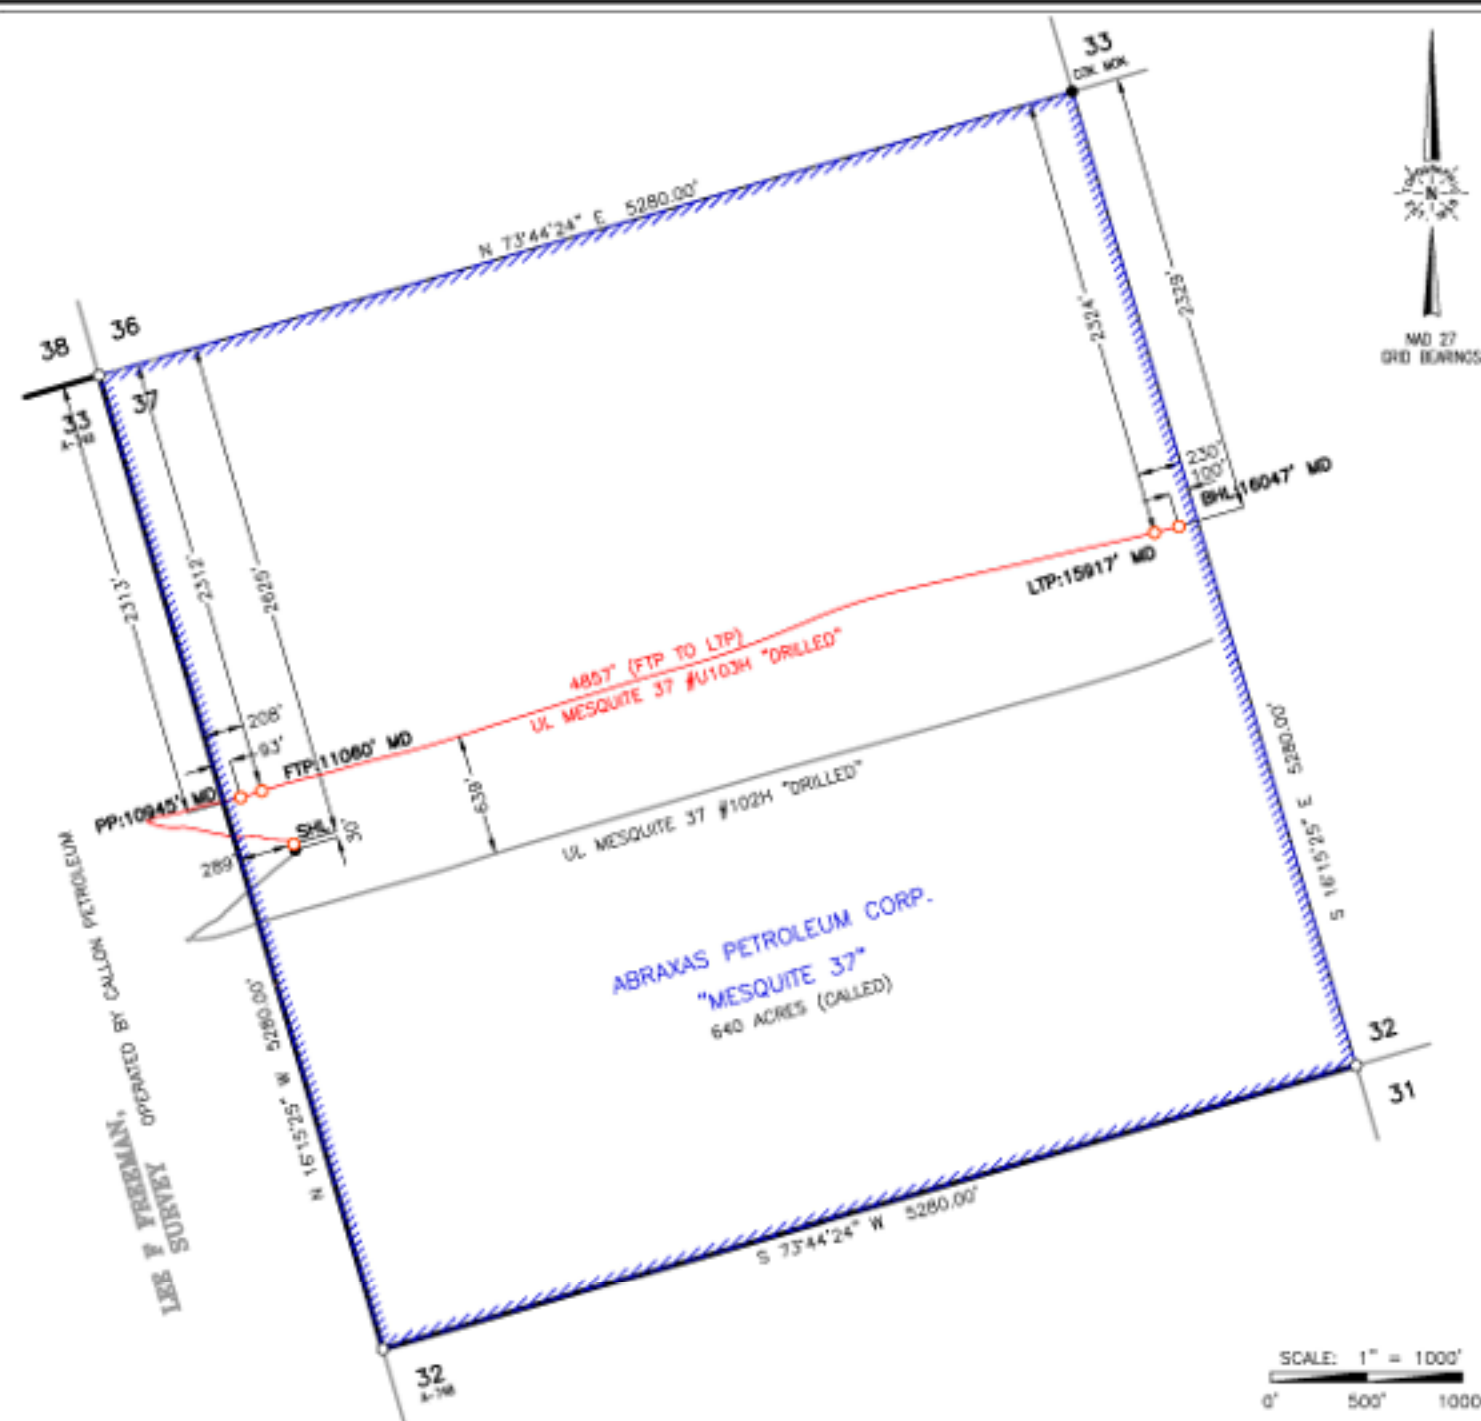 33
CON. MON.
N 73°44'24" E 5280.00'
N
NAD 27
GRID BEARINGS
38
36
33
37
2313'
2312'
2625'
2324'
2329'
230'
100'
BHL:16047' MD
LTP:15917' MD
4857' (FTP TO LTP)
UL MESQUITE 37 #U103H "DRILLED"
208'
93'
FTP:11060' MD
PP:10945' MD
SHL
30'
289'
639'
UL MESQUITE 37 #102H "DRILLED"
ABRAXAS PETROLEUM CORP.
"MESQUITE 37"
640 ACRES (CALLED)
S 16°15'25" E 5280.00'
N 16°15'25" W 5280.00'
OPERATED BY CALLON PETROLEUM
LEE & FREEMAN,
SURVEY
S 73°44'24" W 5280.00'
32
31
32
SCALE: 1" = 1000'
0' 500' 1000